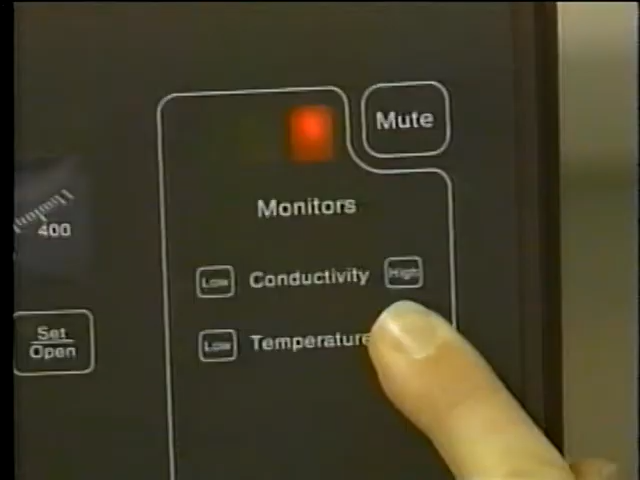 Mute
Monitors
400
Low Conductivity High
Set
Open
Low Temperature